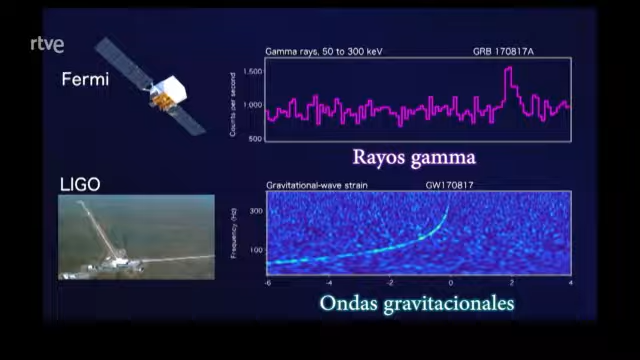 rtve
Fermi
Gamma rays, 50 to 300 keV
GRB 170817A
Counts per second
1,500
1,000
500
Rayos gamma
LIGO
Gravitational-wave strain
GW170817
Frequency (Hz)
300
100
-6
-4
-2
0
2
4
Ondas gravitacionales